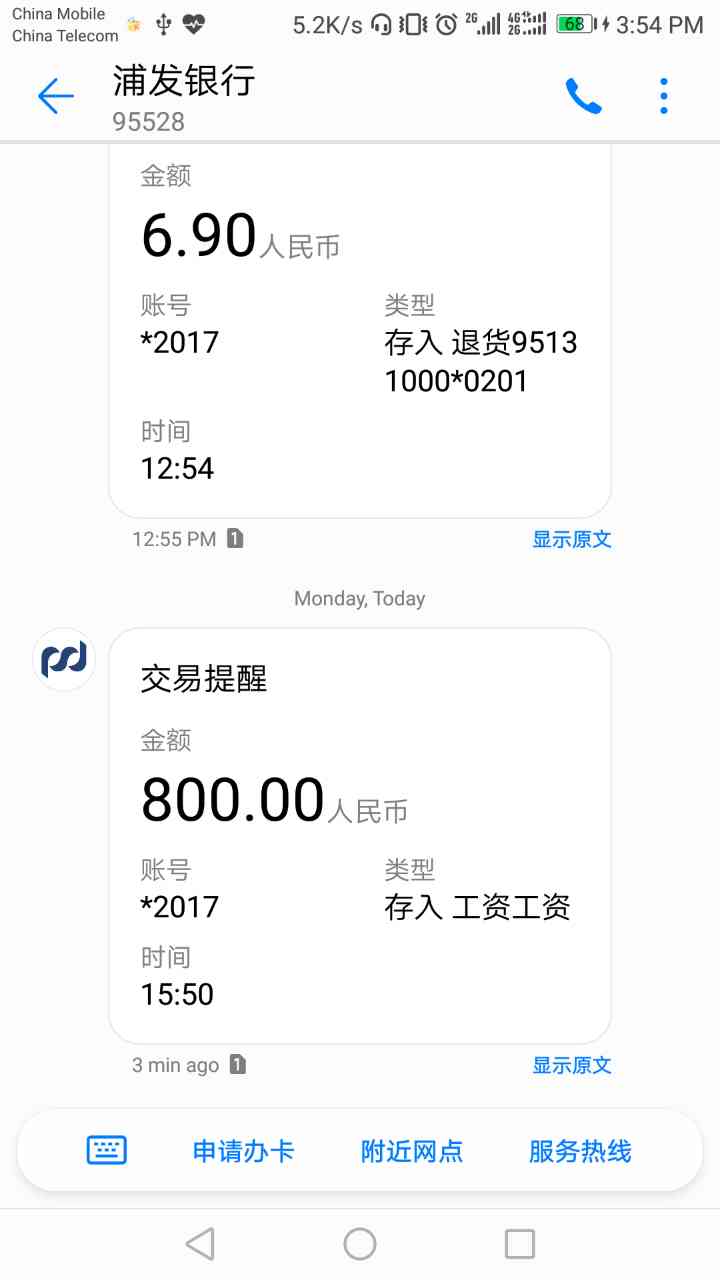 China Mobile
China Telecom
5.2K/s 2G 4G 2G 68 3:54 PM
浦发银行
95528
金额
6.90人民币
账号 类型
*2017 存入 退货9513
1000*0201
时间
12:54
12:55 PM 1 显示原文
Monday, Today
交易提醒
金额
800.00人民币
账号 类型
*2017 存入 工资工资
时间
15:50
3 min ago 1 显示原文
申请办卡 附近网点 服务热线